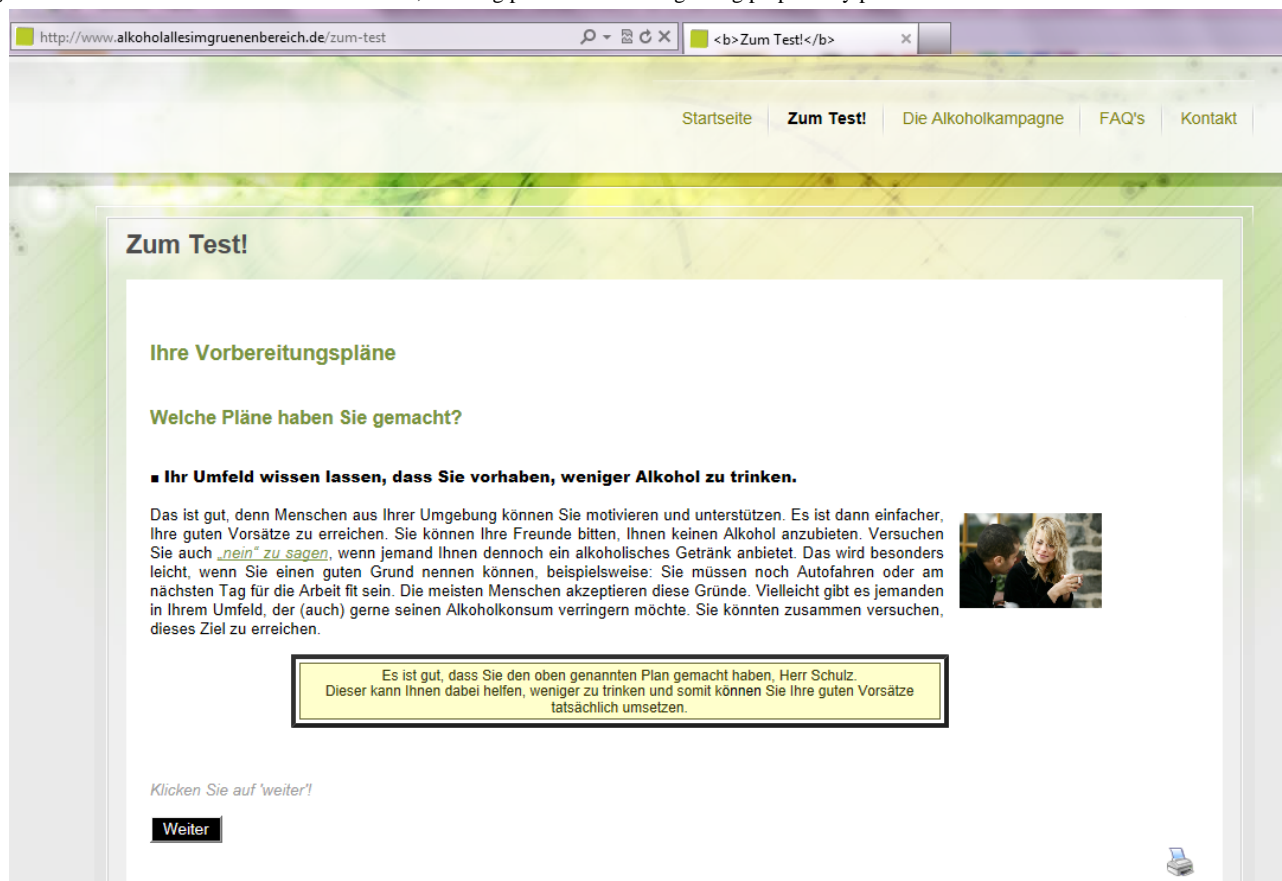 http://www.alkoholallesimgruenenbereich.de/zum-test
<b>Zum Test!</b>
Startseite Zum Test! Die Alkoholkampagne FAQ's Kontakt
Zum Test!
Ihre Vorbereitungspläne
Welche Pläne haben Sie gemacht?
▪ Ihr Umfeld wissen lassen, dass Sie vorhaben, weniger Alkohol zu trinken.
Das ist gut, denn Menschen aus Ihrer Umgebung können Sie motivieren und unterstützen. Es ist dann einfacher,
Ihre guten Vorsätze zu erreichen. Sie können Ihre Freunde bitten, Ihnen keinen Alkohol anzubieten. Versuchen
Sie auch „nein" zu sagen, wenn jemand Ihnen dennoch ein alkoholisches Getränk anbietet. Das wird besonders
leicht, wenn Sie einen guten Grund nennen können, beispielsweise: Sie müssen noch Autofahren oder am
nächsten Tag für die Arbeit fit sein. Die meisten Menschen akzeptieren diese Gründe. Vielleicht gibt es jemanden
in Ihrem Umfeld, der (auch) gerne seinen Alkoholkonsum verringern möchte. Sie könnten zusammen versuchen,
dieses Ziel zu erreichen.
Es ist gut, dass Sie den oben genannten Plan gemacht haben, Herr Schulz.
Dieser kann Ihnen dabei helfen, weniger zu trinken und somit können Sie Ihre guten Vorsätze
tatsächlich umsetzen.
Klicken Sie auf 'weiter'!
Weiter